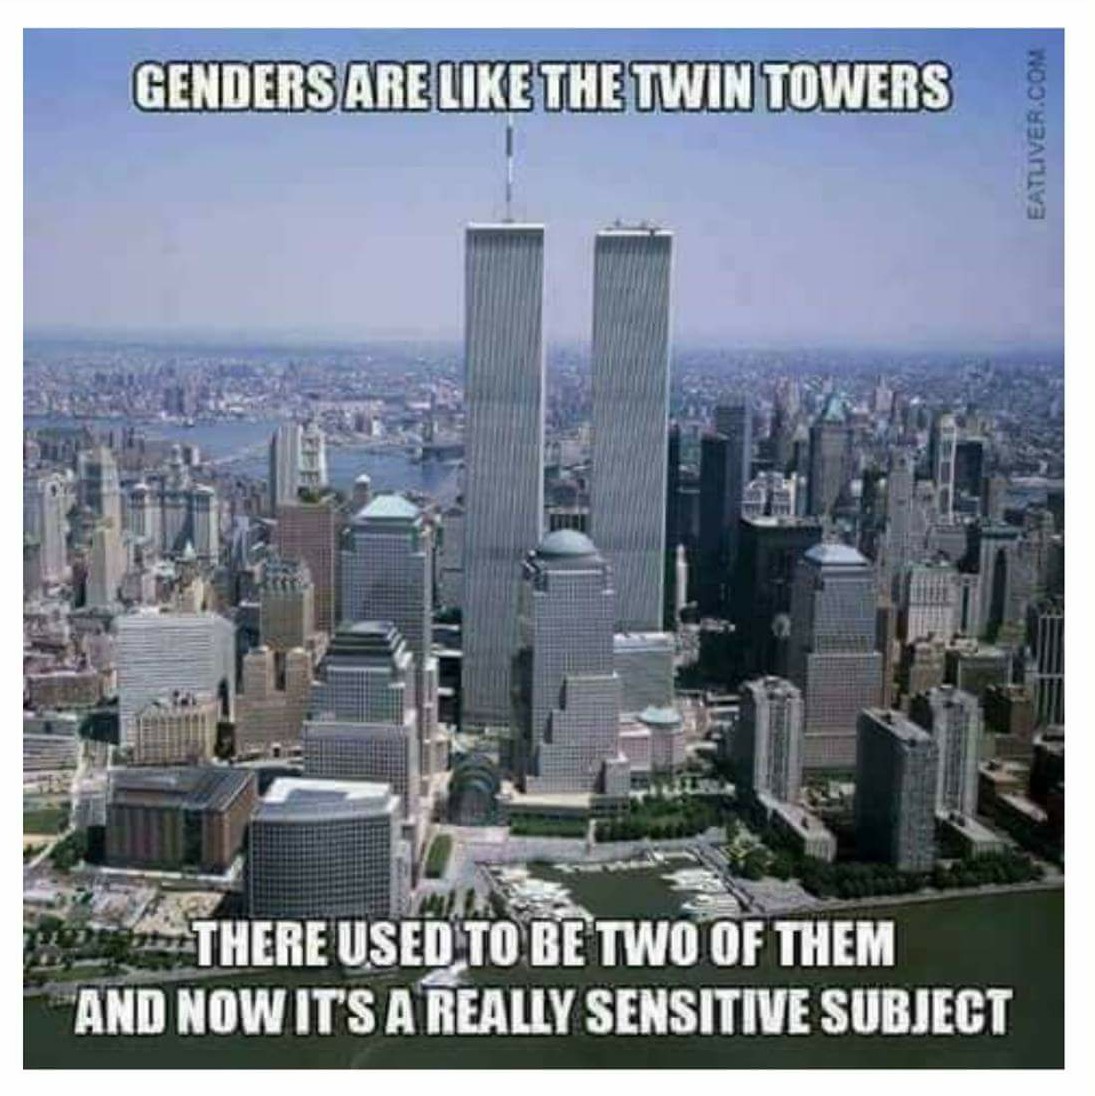 GENDERS ARE LIKE THE TWIN TOWERS
EATLIVER.COM
THERE USED TO BE TWO OF THEM
AND NOW IT'S A REALLY SENSITIVE SUBJECT